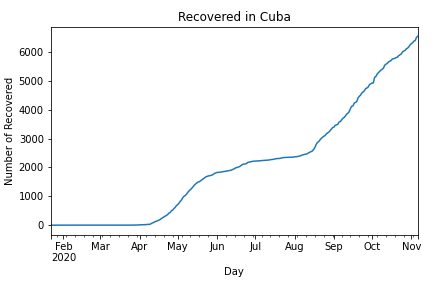 Recovered in Cuba
Number of Recovered
6000
5000
4000
3000
2000
1000
0
Feb Mar Apr May Jun Jul Aug Sep Oct Nov
2020
Day